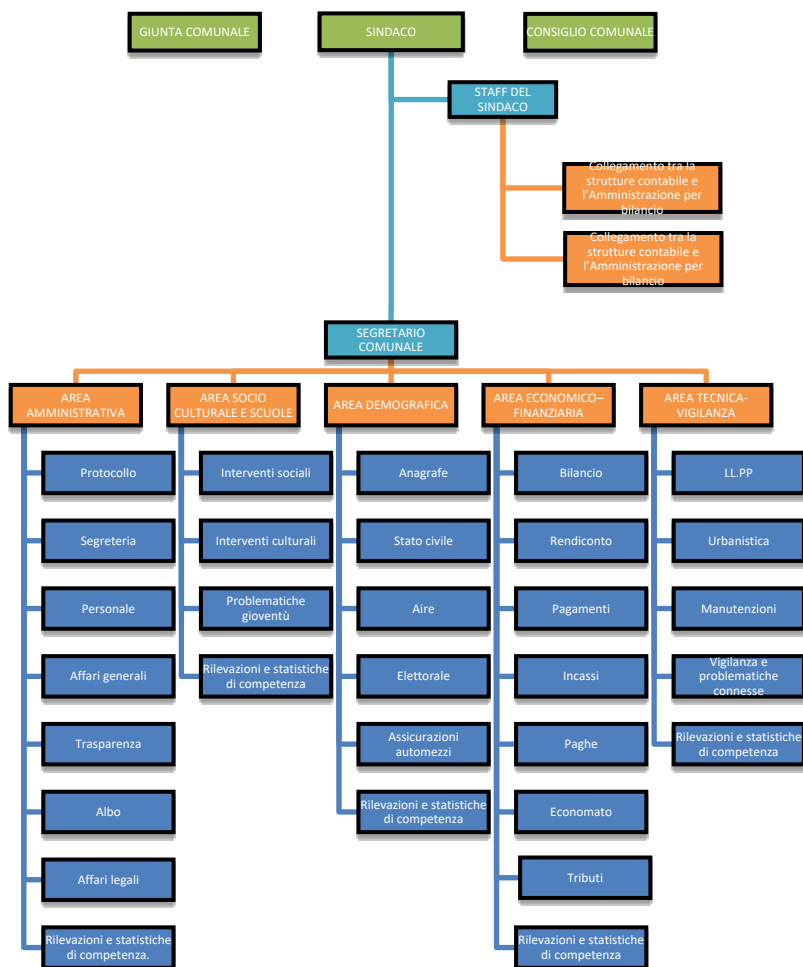 GIUNTA COMUNALE
SINDACO
CONSIGLIO COMUNALE
STAFF DEL
SINDACO
Collegamento tra la
strutture contabile e
l'Amministrazione per
bilancio
Collegamento tra la
strutture contabile e
l'Amministrazione per
bilancio
SEGRETARIO
COMUNALE
AREA
AMMINISTRATIVA
Protocollo
Segreteria
Personale
Affari generali
Trasparenza
Albo
Affari legali
Rilevazioni e statistiche
di competenza.
AREA SOCIO
CULTURALE E SCUOLE
Interventi sociali
Interventi culturali
Problematiche
gioventù
Rilevazioni e statistiche
di competenza
AREA DEMOGRAFICA
Anagrafe
Stato civile
Aire
Elettorale
Assicurazioni
automezzi
Rilevazioni e statistiche
di competenza
AREA ECONOMICO–
FINANZIARIA
Bilancio
Rendiconto
Pagamenti
Incassi
Paghe
Economato
Tributi
Rilevazioni e statistiche
di competenza
AREA TECNICA-
VIGILANZA
LL.PP
Urbanistica
Manutenzioni
Vigilanza e
problematiche
connesse
Rilevazioni e statistiche
di competenza